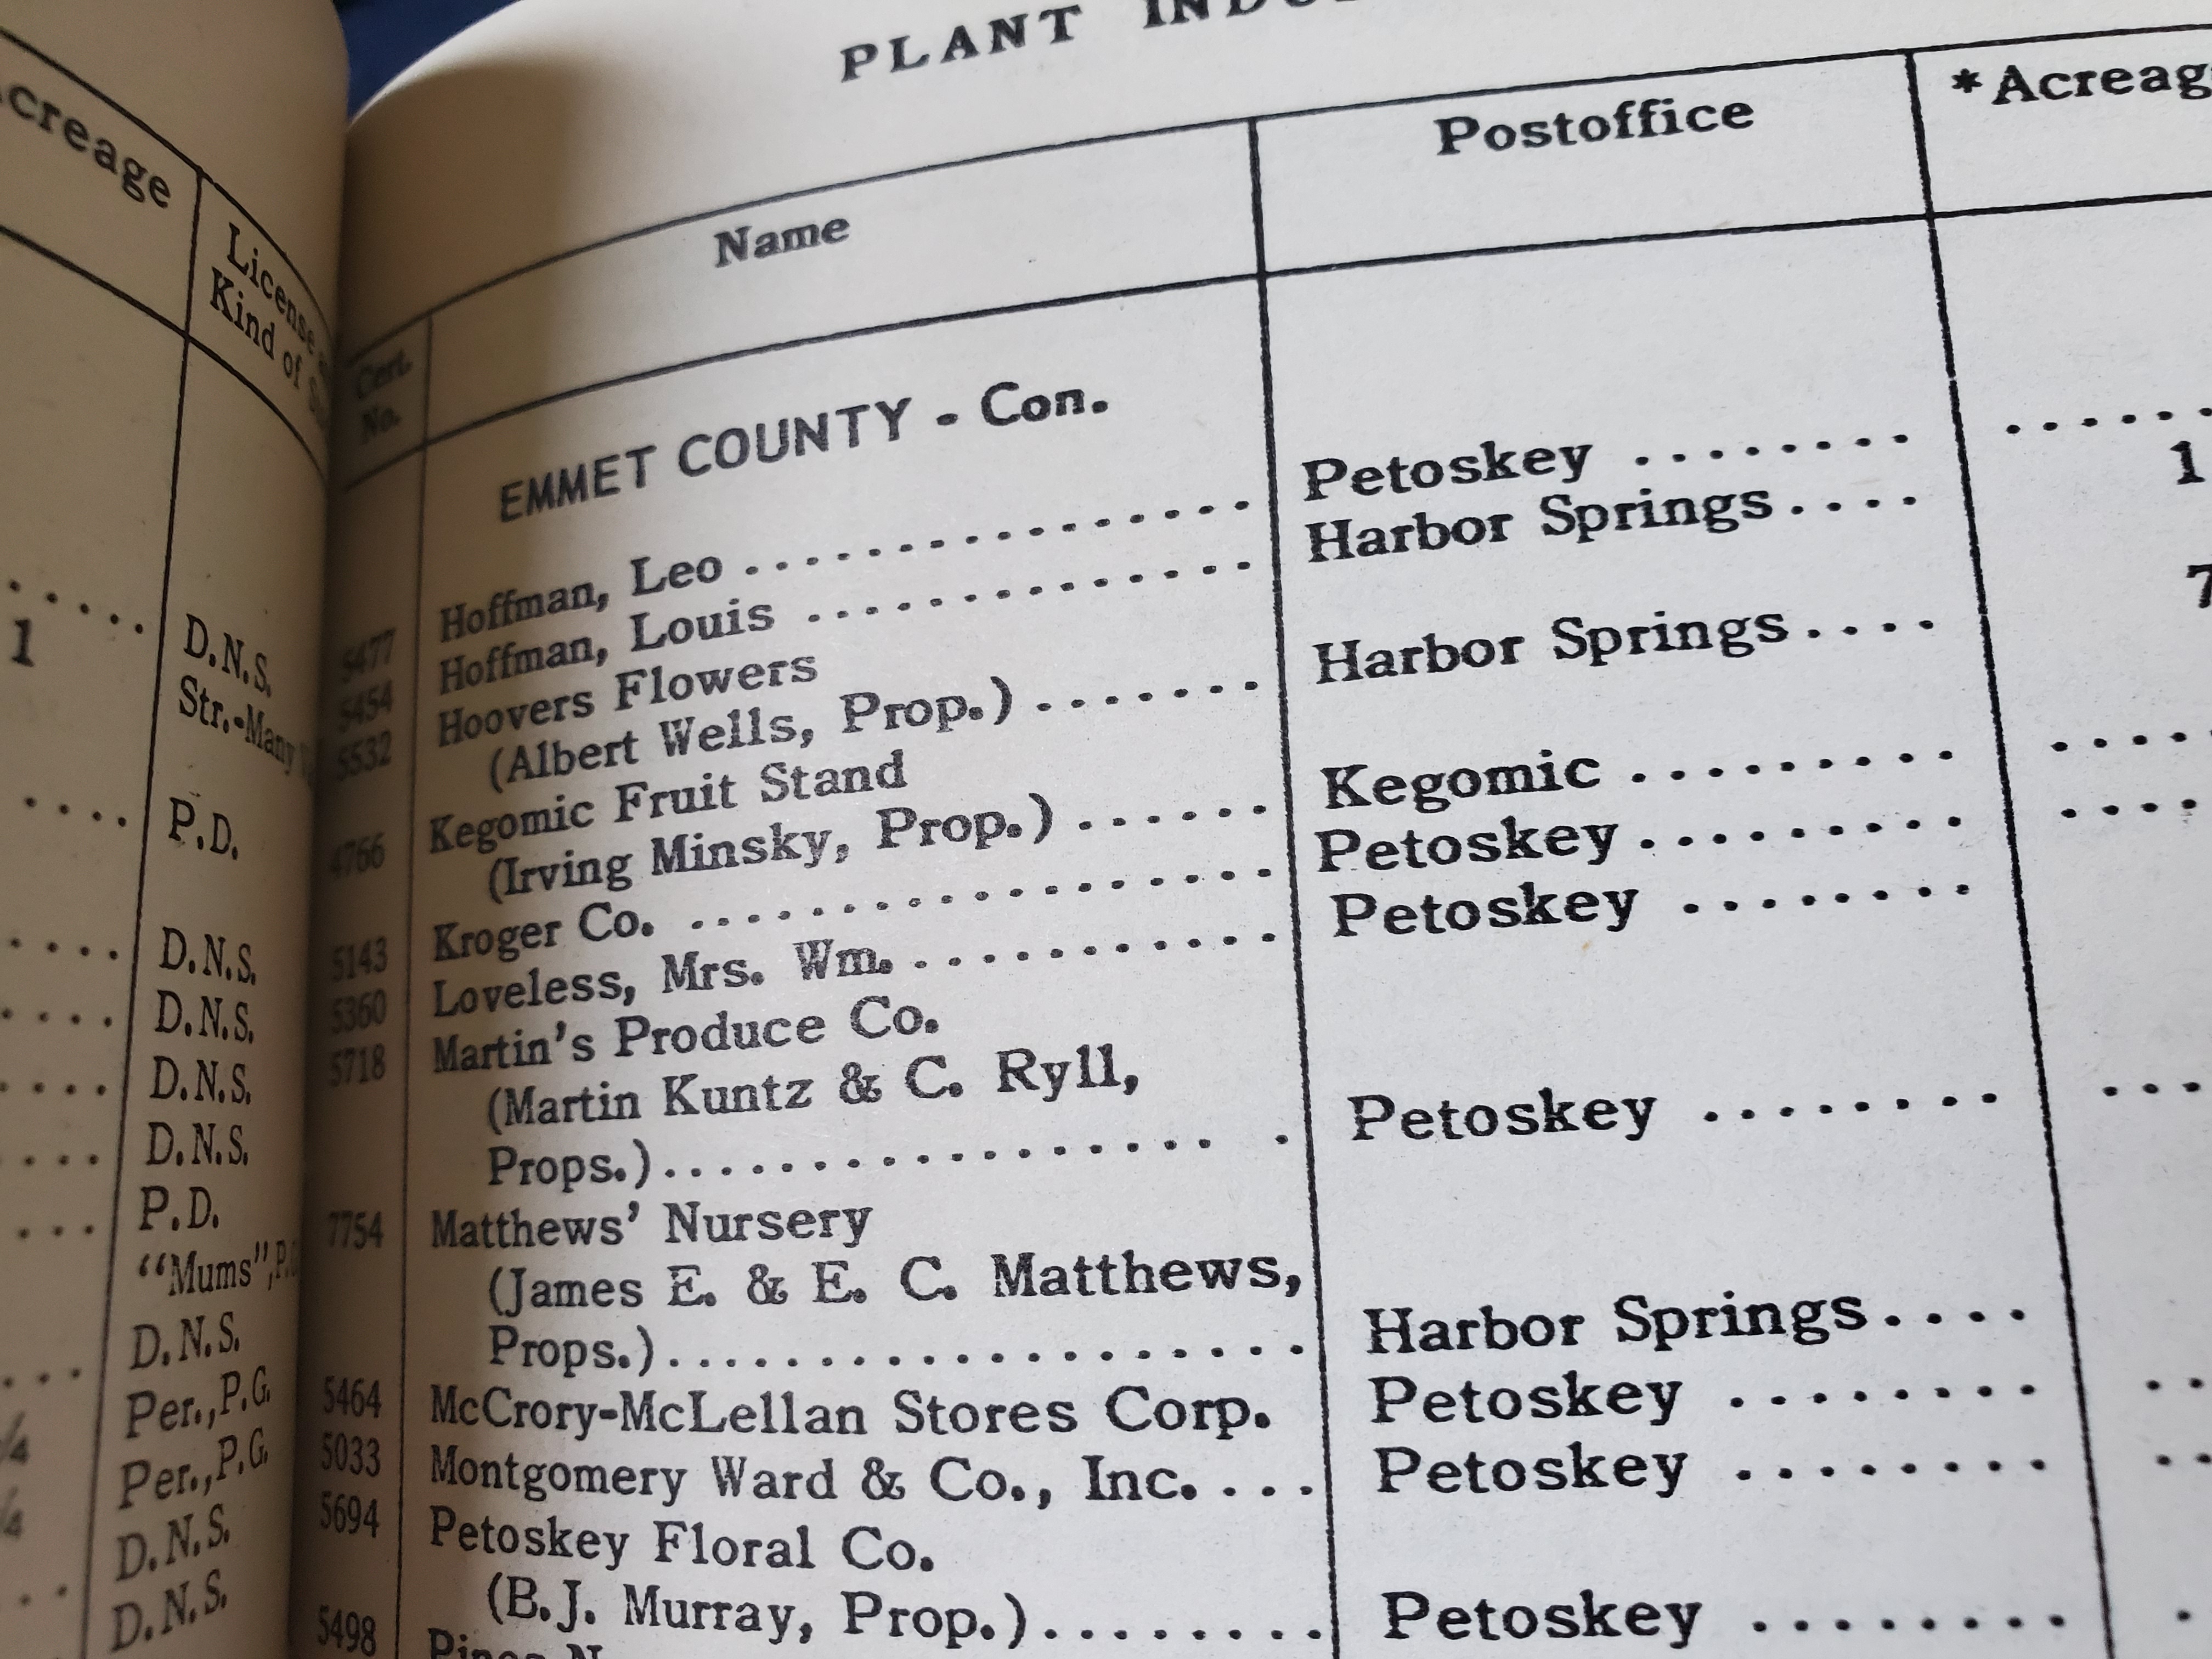 creage
License
Kind of
1
D.N.S.
Str.-Many
P.D.
D.N.S.
D.N.S.
D.N.S.
D.N.S.
P.D.
"Mums",P.G.
D.N.S.
Per.,P.G.
Per.,P.G.
D.N.S.
D.N.S.
PLANT
Cert. No. Name Postoffice *Acreag
EMMET COUNTY - Con.
5477 Hoffman, Leo .............. Petoskey ........
5454 Hoffman, Louis ............ Harbor Springs.... 1
5532 Hoovers Flowers
(Albert Wells, Prop.) ....... Harbor Springs.... 7
4766 Kegomic Fruit Stand
(Irving Minsky, Prop.) ...... Kegomic .........
5143 Kroger Co. ................ Petoskey.........
5360 Loveless, Mrs. Wm. ........... Petoskey ........
5718 Martin's Produce Co.
(Martin Kuntz & C. Ryll,
Props.)................... Petoskey ........
7754 Matthews' Nursery
(James E. & E. C. Matthews,
Props.).................... Harbor Springs....
5464 McCrory-McLellan Stores Corp. Petoskey ........
5033 Montgomery Ward & Co., Inc. ... Petoskey ........
5694 Petoskey Floral Co.
(B.J. Murray, Prop.)......... Petoskey ........
5498